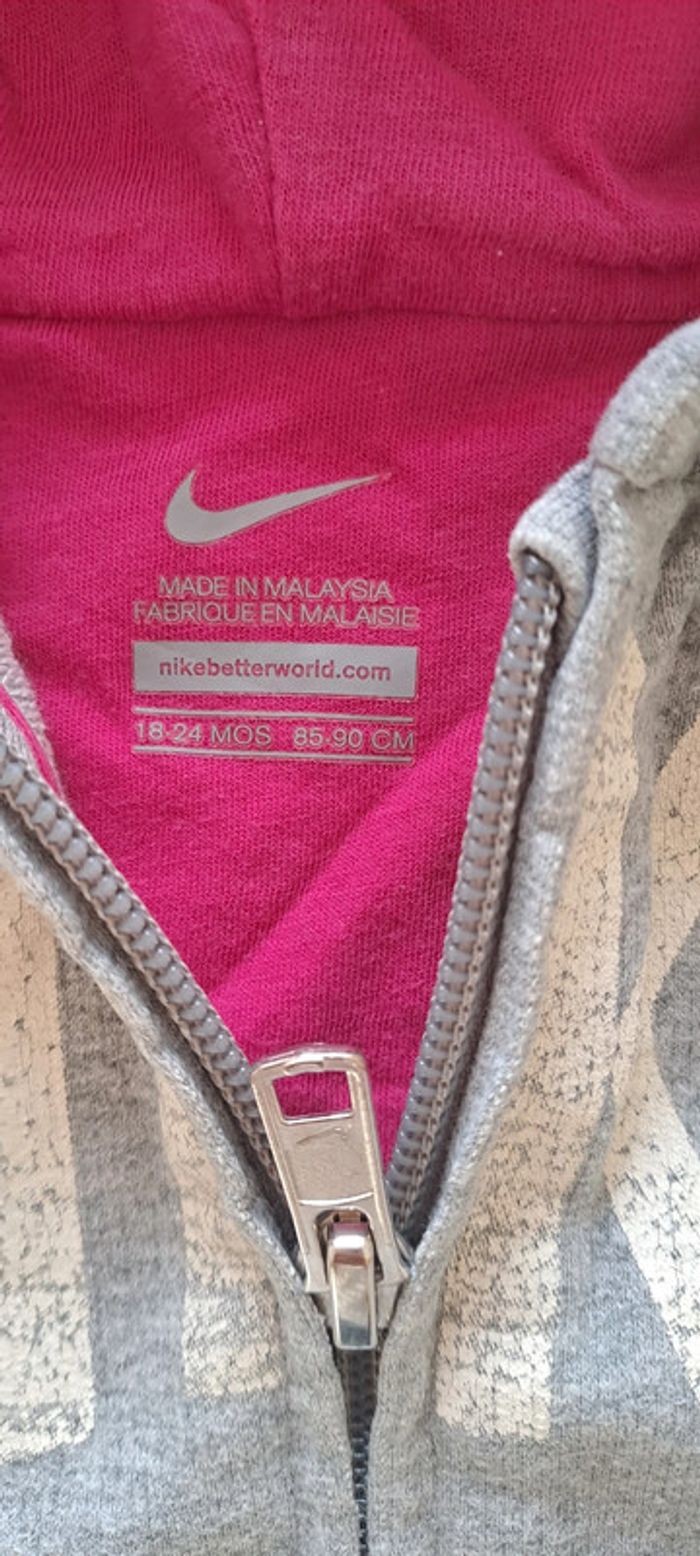 MADE IN MALAYSIA
FABRIQUE EN MALAISIE
nikebetterworld.com
18-24 MOS 85-90 CM